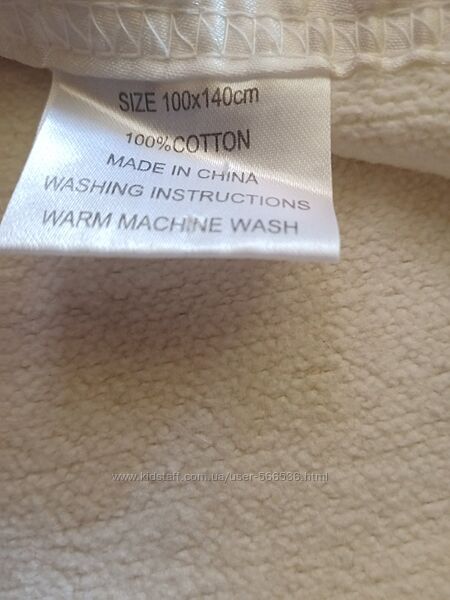 SIZE 100x140cm
100%COTTON
MADE IN CHINA
WASHING INSTRUCTIONS
WARM MACHINE WASH
www.kidstaff.com.ua/user-566536.html